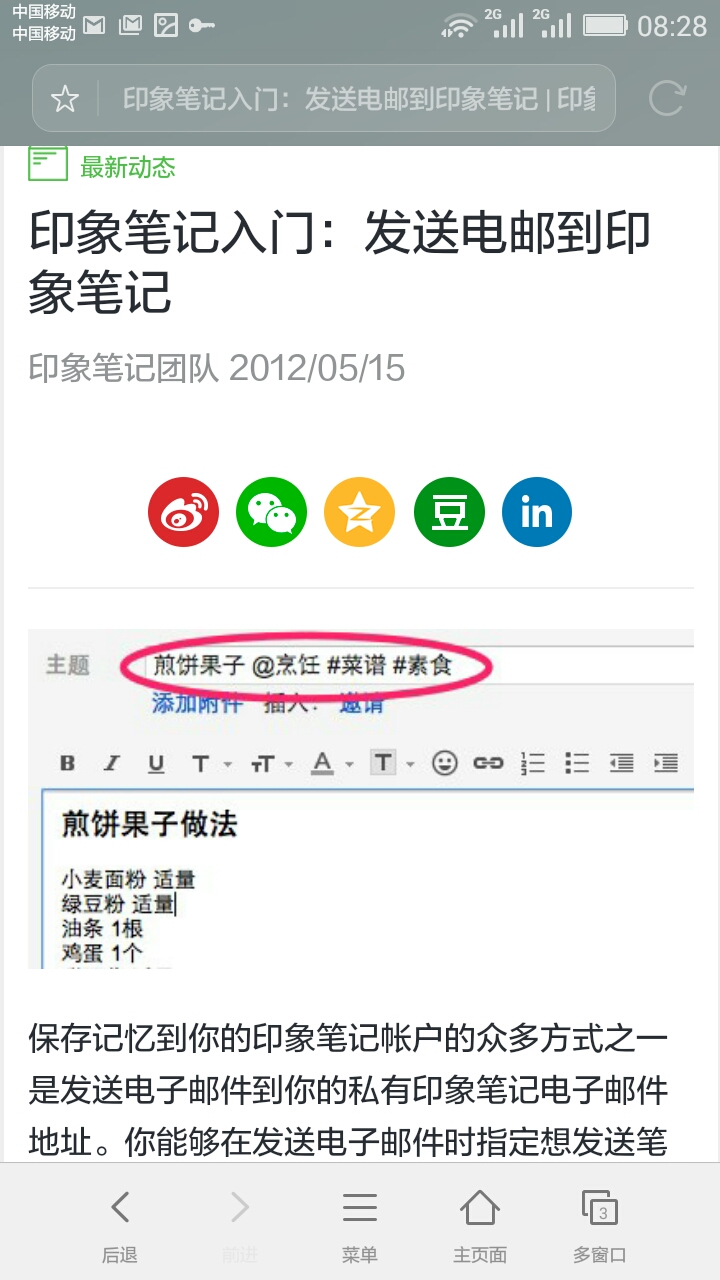 中国移动
中国移动
2G
2G
08:28
印象笔记入门：发送电邮到印象笔记 | 印象
最新动态
印象笔记入门：发送电邮到印
象笔记
印象笔记团队 2012/05/15
豆
in
主题
煎饼果子 @烹饪 #菜谱 #素食
添加附件 插入： 邀请
B I U T T A T
煎饼果子做法
小麦面粉 适量
绿豆粉 适量
油条 1根
鸡蛋 1个
保存记忆到你的印象笔记帐户的众多方式之一
是发送电子邮件到你的私有印象笔记电子邮件
地址。你能够在发送电子邮件时指定想发送笔
3
后退
前进
菜单
主页面
多窗口